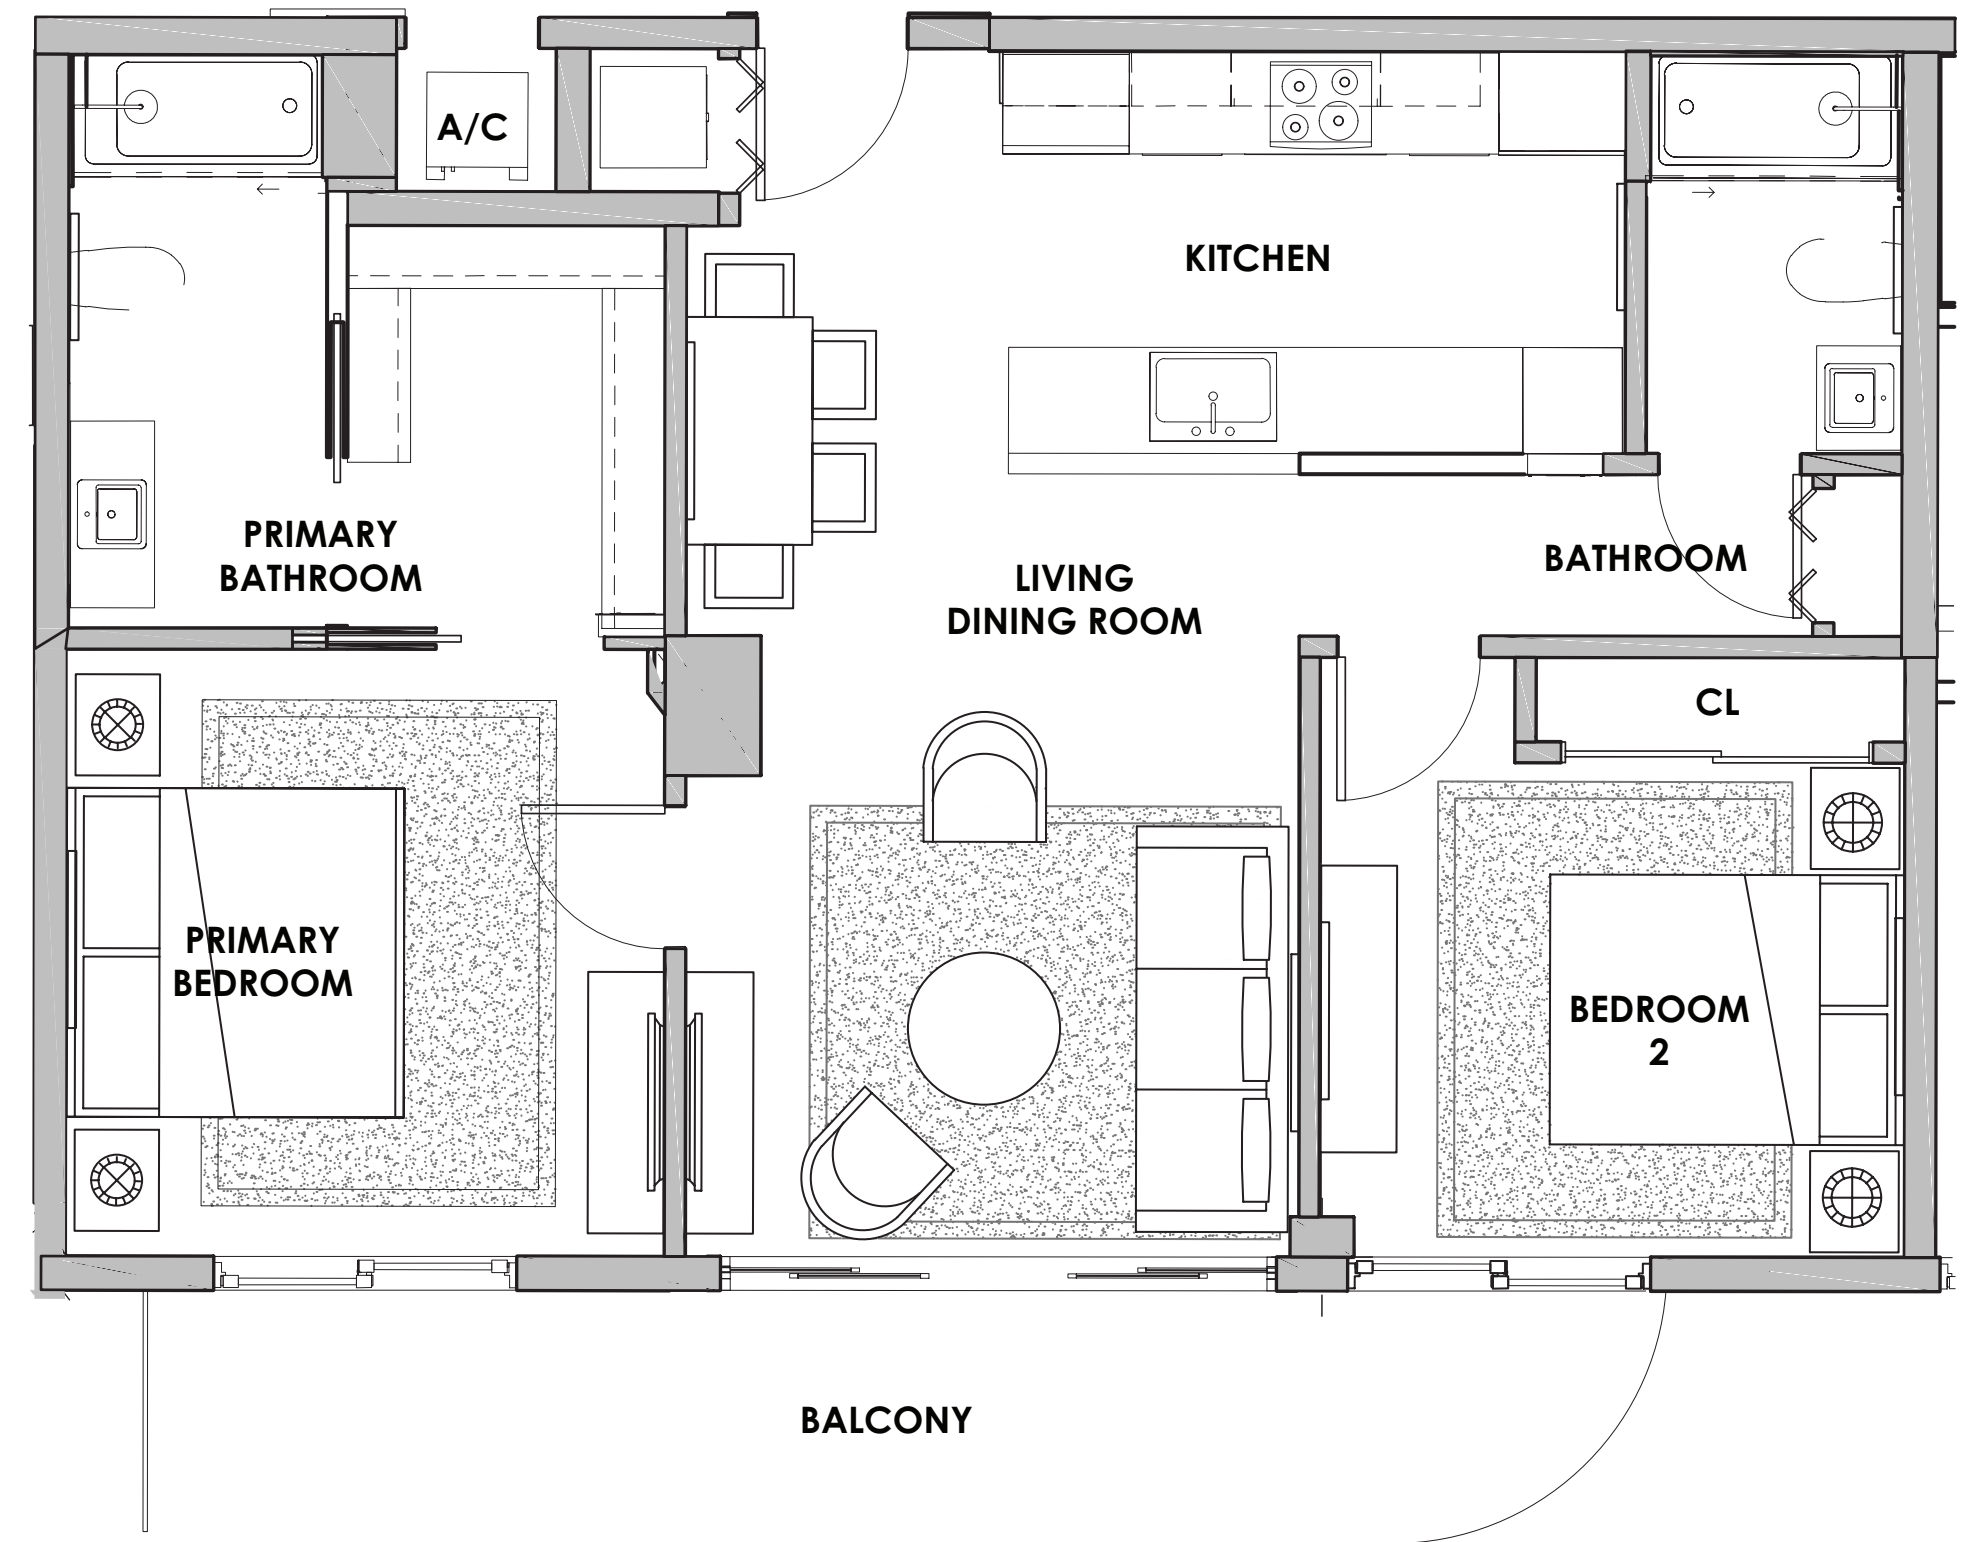 A/C
KITCHEN
PRIMARY
BATHROOM
LIVING
DINING ROOM
BATHROOM
CL
PRIMARY
BEDROOM
BEDROOM
2
BALCONY